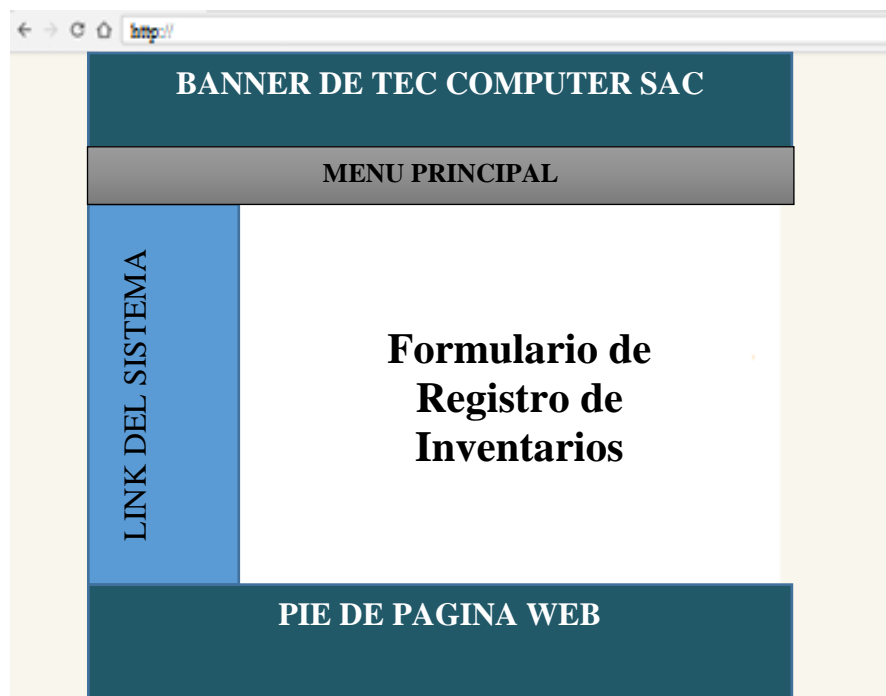 http://
BANNER DE TEC COMPUTER SAC
MENU PRINCIPAL
LINK DEL SISTEMA
Formulario de
Registro de
Inventarios
PIE DE PAGINA WEB